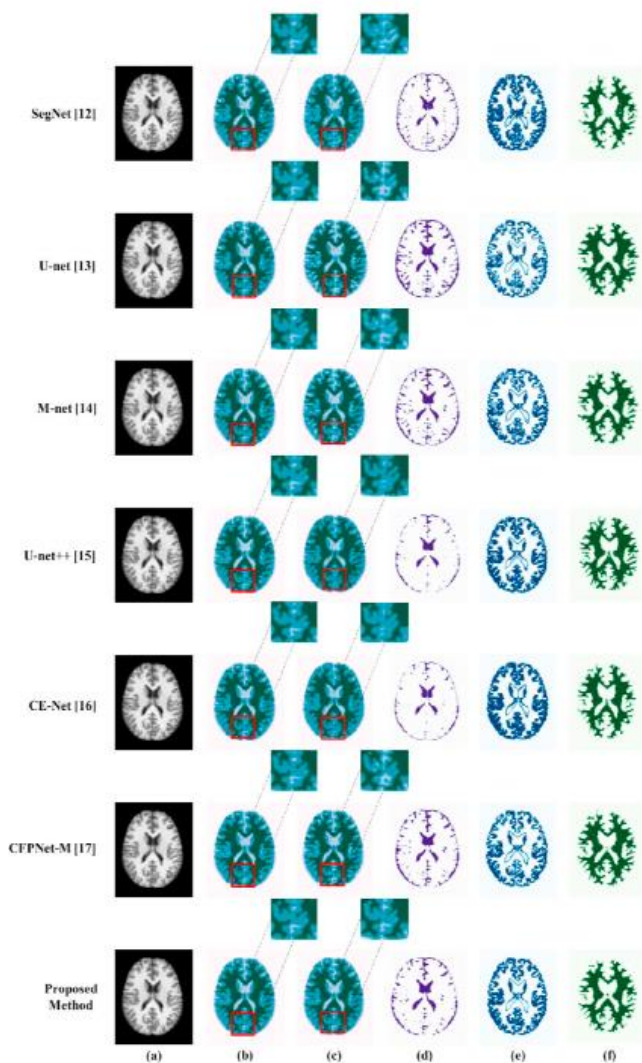 SegNet [12]
U-net [13]
M-net [14]
U-net++ [15]
CE-Net [16]
CFPNet-M [17]
Proposed
Method
(a) (b) (c) (d) (e) (f)